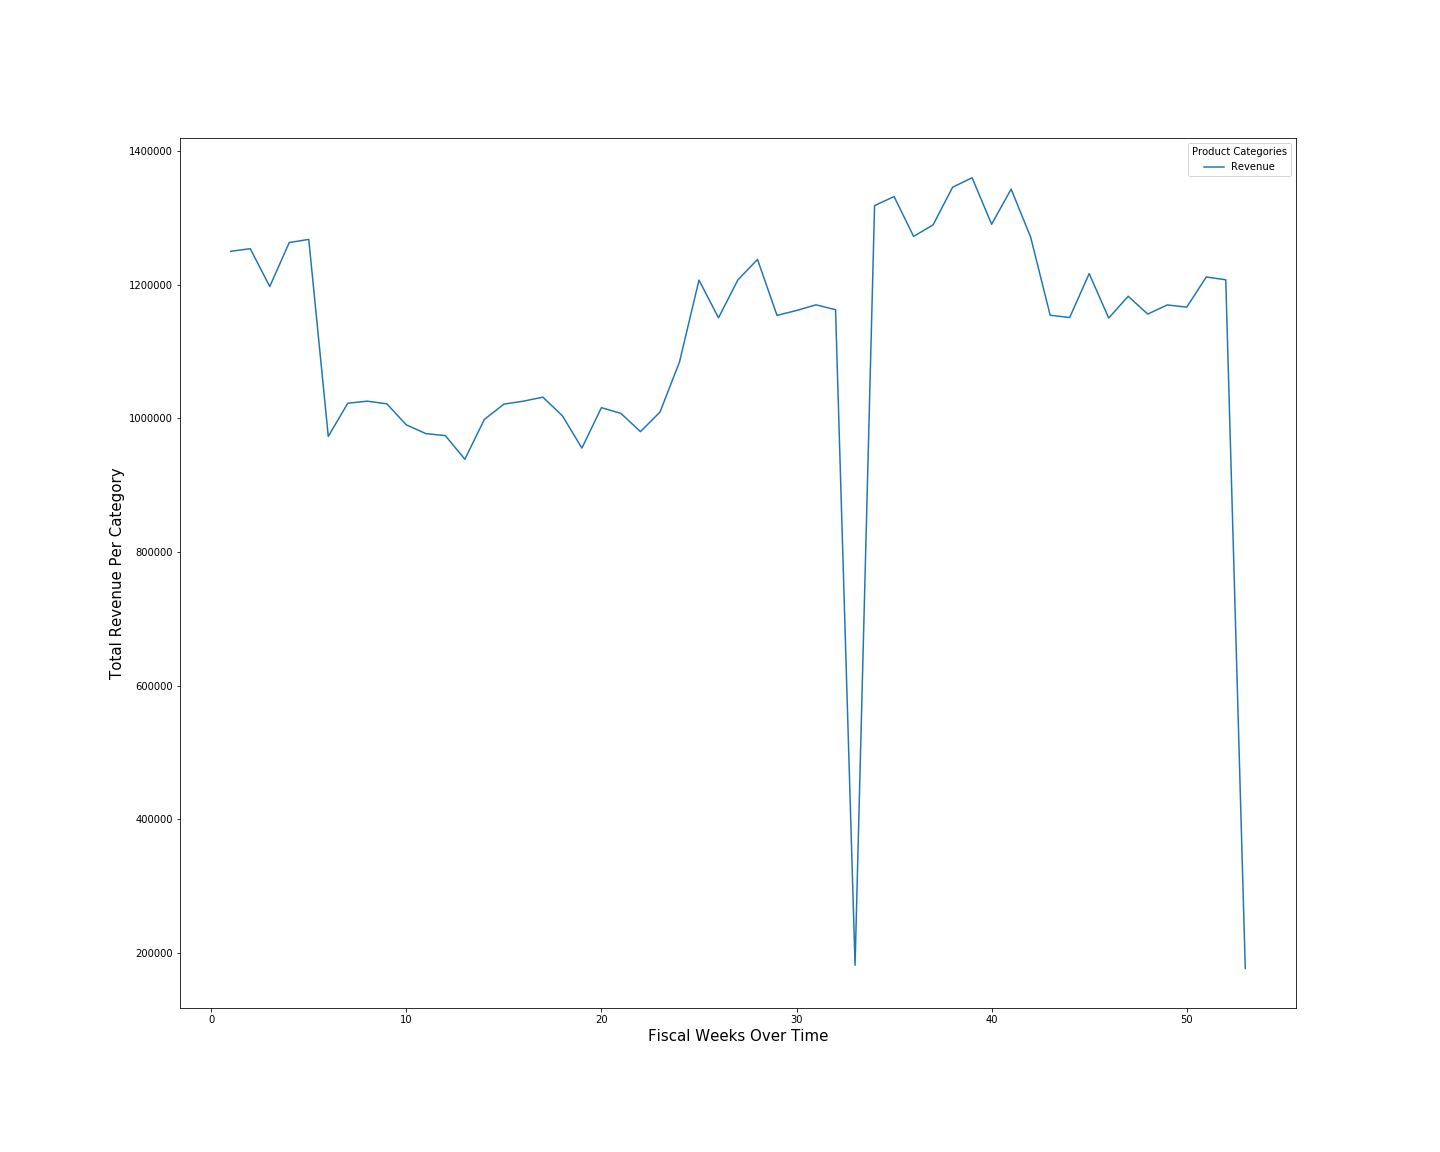 Product Categories
Revenue
1400000
1200000
1000000
800000
600000
400000
200000
Total Revenue Per Category
0 10 20 30 40 50
Fiscal Weeks Over Time